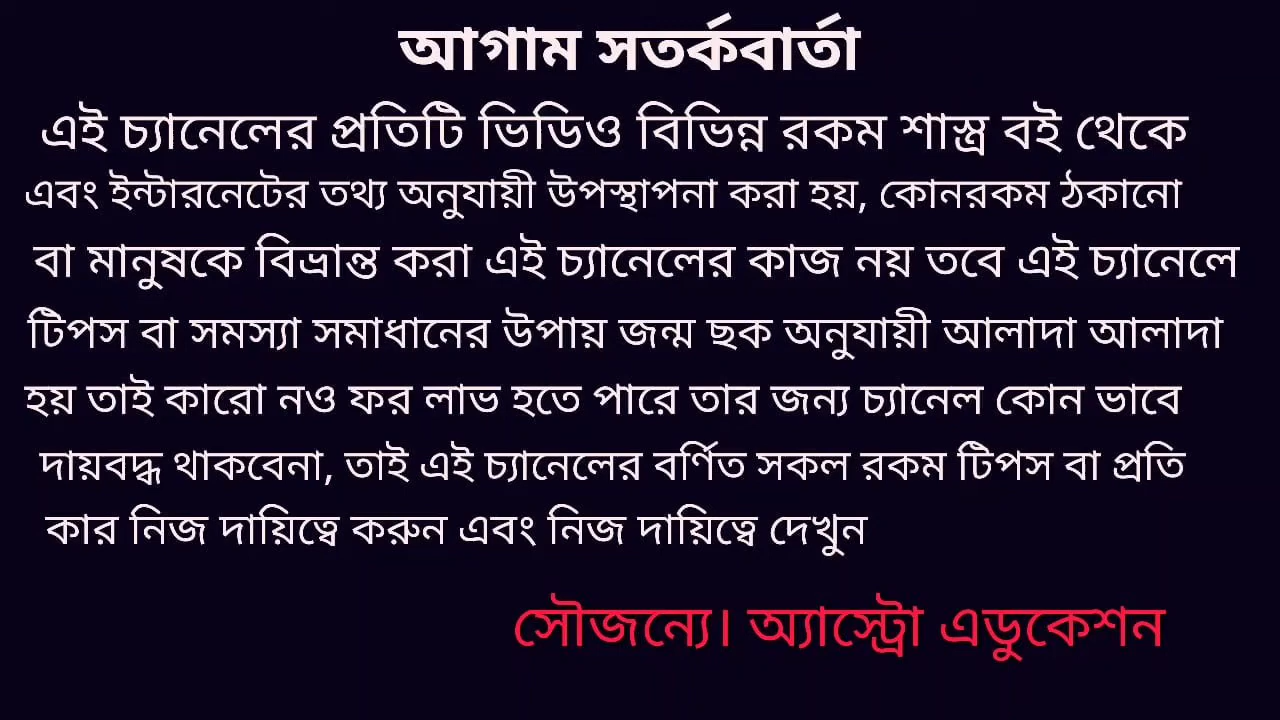 আগাম সতর্কবার্তা
এই চ্যানেলের প্রতিটি ভিডিও বিভিন্ন রকম শাস্ত্র বই থেকে
এবং ইন্টারনেটের তথ্য অনুযায়ী উপস্থাপনা করা হয়, কোনরকম ঠকানো
বা মানুষকে বিভ্রান্ত করা এই চ্যানেলের কাজ নয় তবে এই চ্যানেলে
টিপস বা সমস্যা সমাধানের উপায় জন্ম ছক অনুযায়ী আলাদা আলাদা
হয় তাই কারো নও ফর লাভ হতে পারে তার জন্য চ্যানেল কোন ভাবে
দায়বদ্ধ থাকবেনা, তাই এই চ্যানেলের বর্ণিত সকল রকম টিপস বা প্রতি
কার নিজ দায়িত্বে করুন এবং নিজ দায়িত্বে দেখুন
সৌজন্যে। অ্যাস্ট্রো এডুকেশন